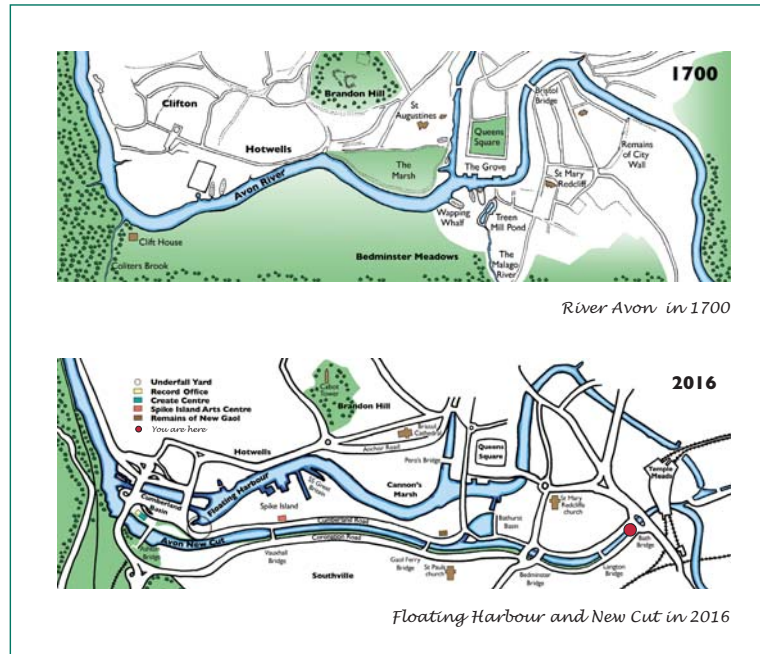 1700
Clifton
Brandon Hill
St
Augustines
Hotwells
Queens
Square
Bristol
Bridge
Remains
of City
Wall
The
Marsh
The Grove
St Mary
Redcliff
Avon River
Wapping
Whalf
Treen
Mill Pond
Clift House
Coliters Brook
Bedminster Meadows
The
Malago
River
River Avon in 1700
2016
Underfall Yard
Record Office
Create Centre
Spike Island Arts Centre
Remains of New Gaol
You are here
Cabot
Tower
Brandon Hill
Bristol
Cathedral
Anchor Road
Hotwells
Queens
Square
Pero's Bridge
Temple
Meads
Cumberland
Basin
Floating Harbour
SS Great
Britain
Cannon's
Marsh
St Mary
Redcliffe
church
Spike Island
Bathurst
Basin
Cumberland Road
Coronation Road
Avon New Cut
Bath
Bridge
Vauxhall
Bridge
Gaol Ferry
Bridge
St Pauls
church
Langton
Bridge
Bedminster
Bridge
Southville
Floating Harbour and New Cut in 2016